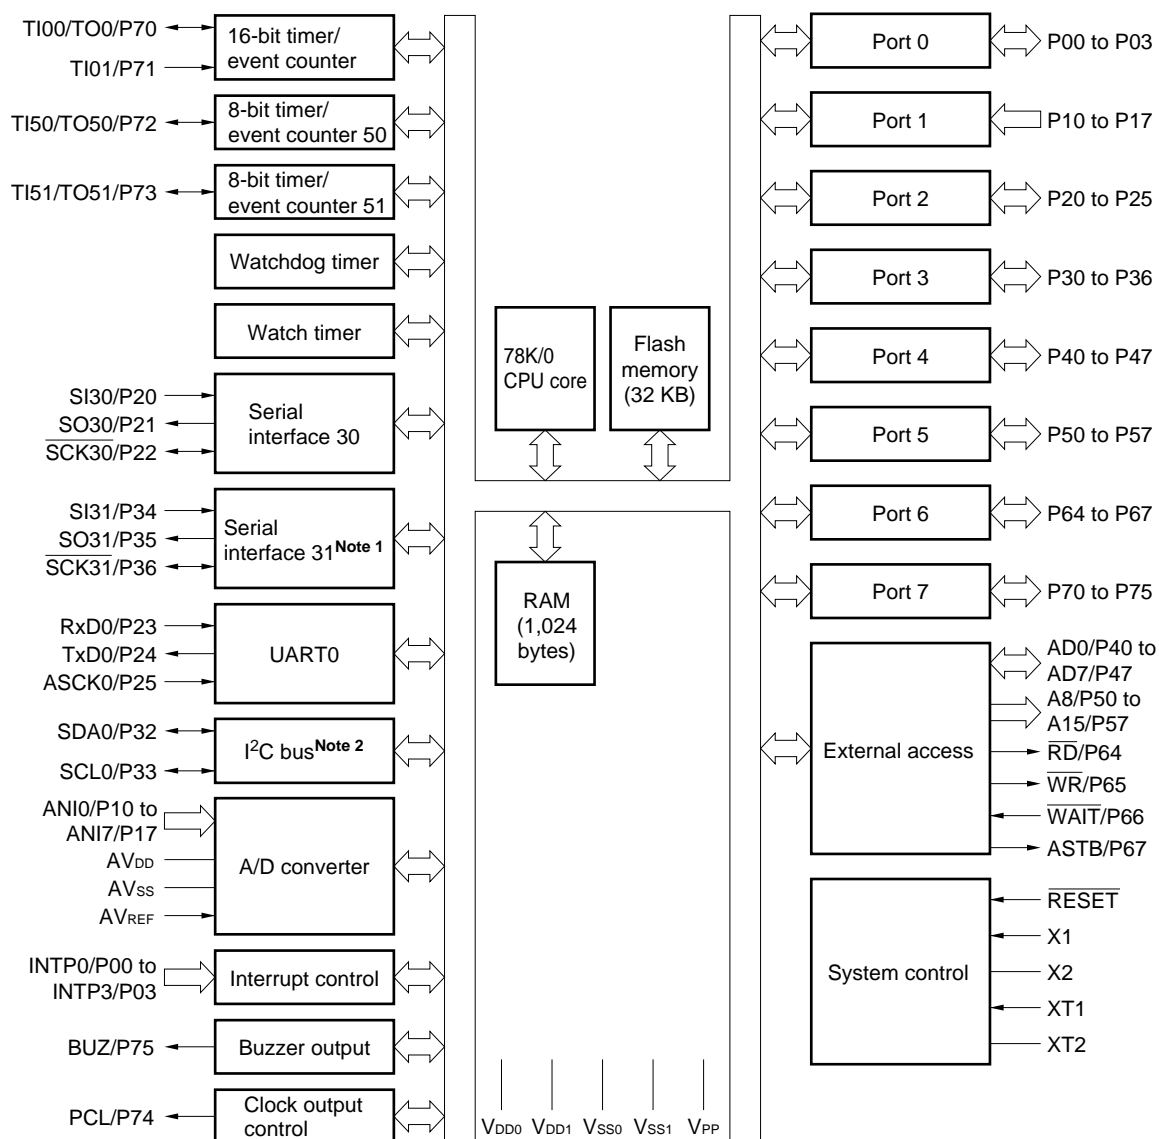 TI00/TO0/P70
TI01/P71
16-bit timer/
event counter
TI50/TO50/P72
8-bit timer/
event counter 50
TI51/TO51/P73
8-bit timer/
event counter 51
Watchdog timer
Watch timer
SI30/P20
SO30/P21
SCK30/P22
Serial
interface 30
SI31/P34
SO31/P35
SCK31/P36
Serial
interface 31 Note 1
RxD0/P23
TxD0/P24
ASCK0/P25
UART0
SDA0/P32
SCL0/P33
I2C bus Note 2
ANI0/P10 to
ANI7/P17
AVDD
AVSS
AVREF
A/D converter
INTP0/P00 to
INTP3/P03
Interrupt control
BUZ/P75
Buzzer output
PCL/P74
Clock output
control
78K/0
CPU core
Flash
memory
(32 KB)
RAM
(1,024
bytes)
VDD0 VDD1 VSS0 VSS1 VPP
Port 0
P00 to P03
Port 1
P10 to P17
Port 2
P20 to P25
Port 3
P30 to P36
Port 4
P40 to P47
Port 5
P50 to P57
Port 6
P64 to P67
Port 7
P70 to P75
External access
AD0/P40 to
AD7/P47
A8/P50 to
A15/P57
RD/P64
WR/P65
WAIT/P66
ASTB/P67
System control
RESET
X1
X2
XT1
XT2